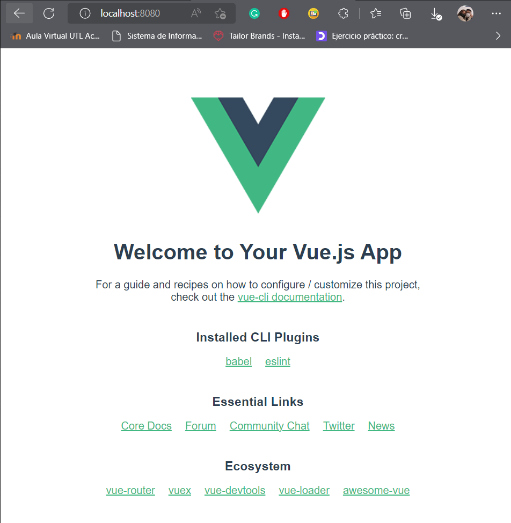 localhost:8080
Aula Virtual UTL Ac... Sistema de Informa... Tailor Brands - Insta... Ejercicio práctico: cr...
Welcome to Your Vue.js App
For a guide and recipes on how to configure / customize this project,
check out the vue-cli documentation.
Installed CLI Plugins
babel eslint
Essential Links
Core Docs Forum Community Chat Twitter News
Ecosystem
vue-router vuex vue-devtools vue-loader awesome-vue